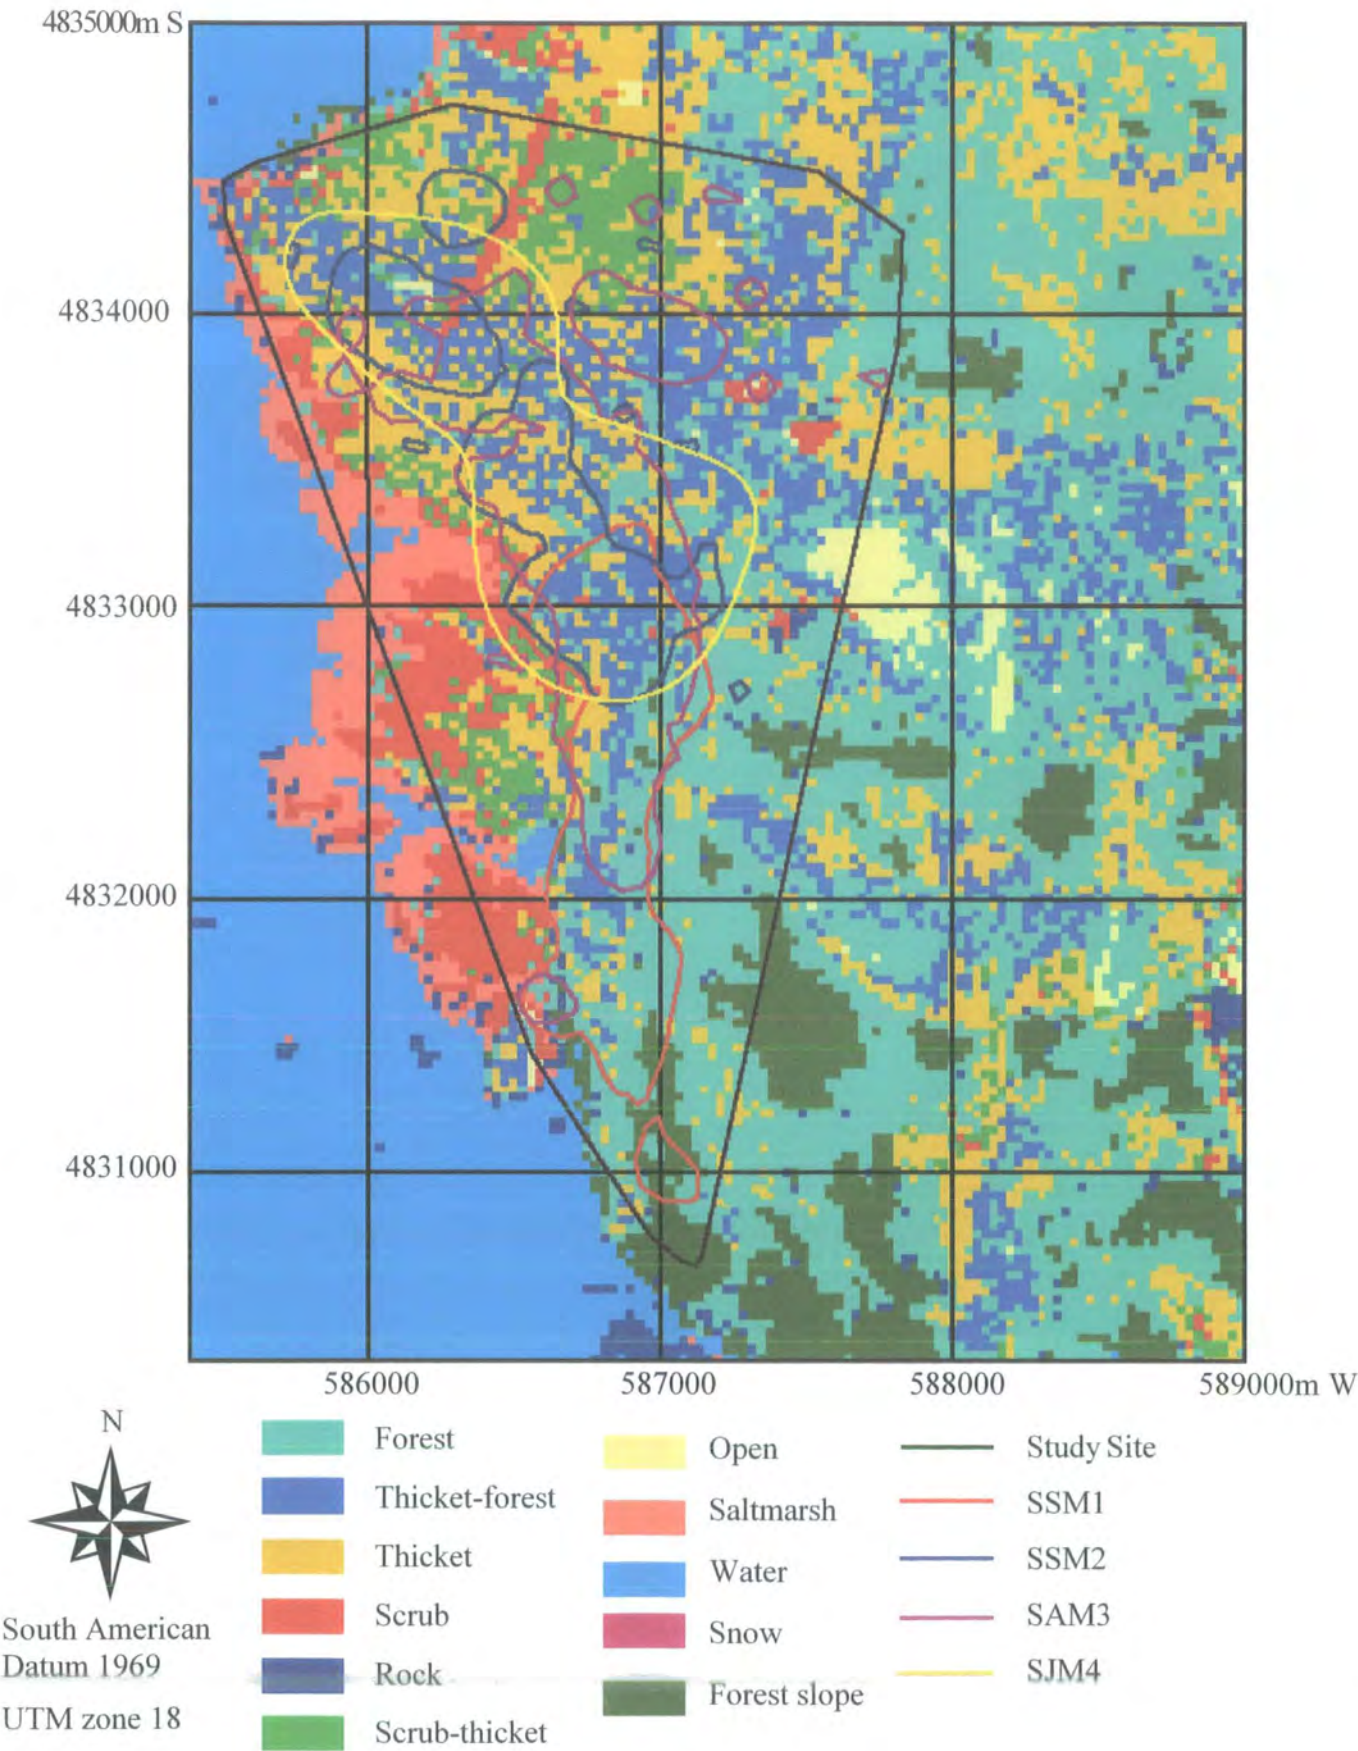 4835000m S
4834000
4833000
4832000
4831000
586000
587000
588000
589000m W
N
South American
Datum 1969
UTM zone 18
Forest
Thicket-forest
Thicket
Scrub
Rock
Scrub-thicket
Open
Saltmarsh
Water
Snow
Forest slope
Study Site
SSM1
SSM2
SAM3
SJM4